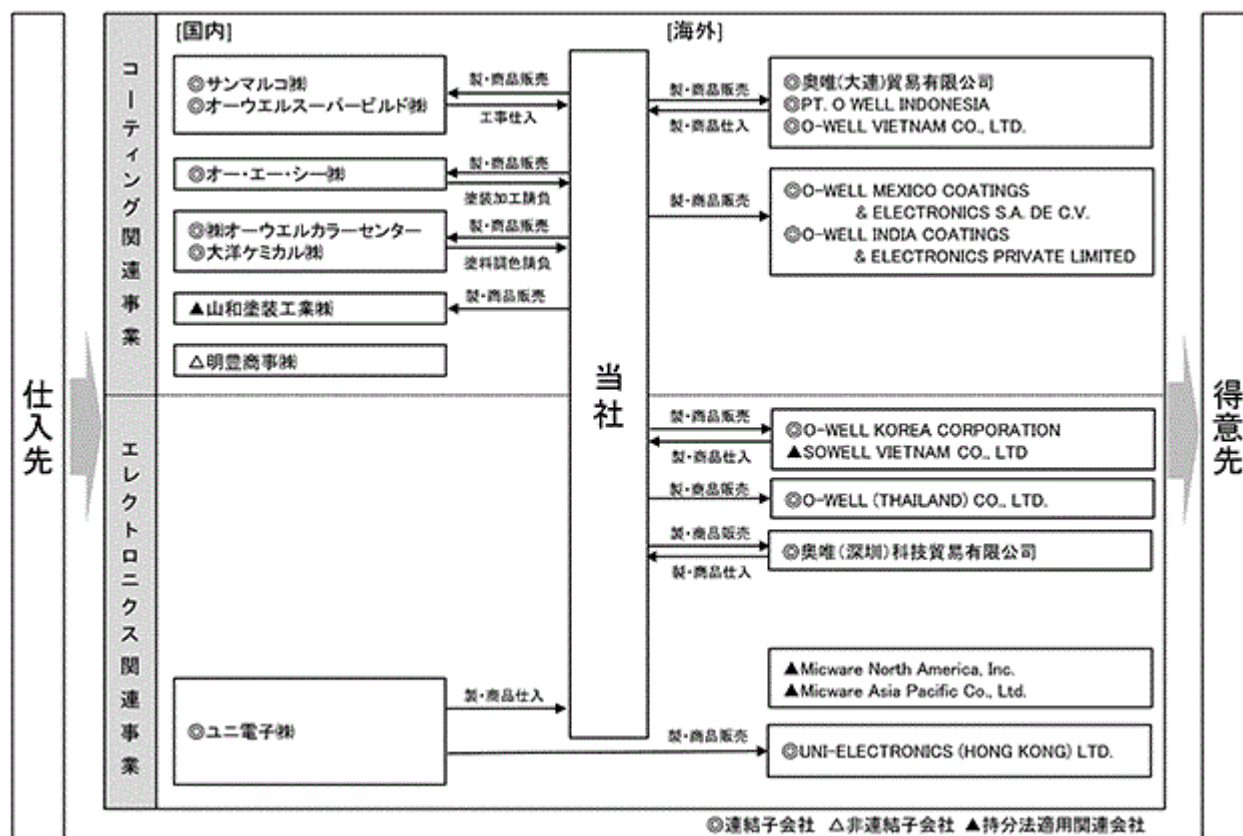 仕入先
コーティング関連事業
[国内]
◎サンマルコ㈱
◎オーウエルスーパービルド㈱
製・商品販売
工事仕入
◎オー・エー・シー㈱
製・商品販売
塗装加工請負
◎㈱オーウエルカラーセンター
◎大洋ケミカル㈱
製・商品販売
塗料調色請負
▲山和塗装工業㈱
製・商品販売
△明豊商事㈱
当社
[海外]
製・商品販売
製・商品仕入
◎奥唯(大連)貿易有限公司
◎PT. O WELL INDONESIA
◎O-WELL VIETNAM CO., LTD.
製・商品販売
◎O-WELL MEXICO COATINGS
& ELECTRONICS S.A. DE C.V.
◎O-WELL INDIA COATINGS
& ELECTRONICS PRIVATE LIMITED
エレクトロニクス関連事業
製・商品販売
製・商品仕入
◎O-WELL KOREA CORPORATION
▲SOWELL VIETNAM CO., LTD
製・商品販売
◎O-WELL (THAILAND) CO., LTD.
製・商品販売
製・商品仕入
◎奥唯(深圳)科技貿易有限公司
▲Micware North America, Inc.
▲Micware Asia Pacific Co., Ltd.
◎ユニ電子㈱
製・商品仕入
製・商品販売
◎UNI-ELECTRONICS (HONG KONG) LTD.
得意先
◎連結子会社 △非連結子会社 ▲持分法適用関連会社